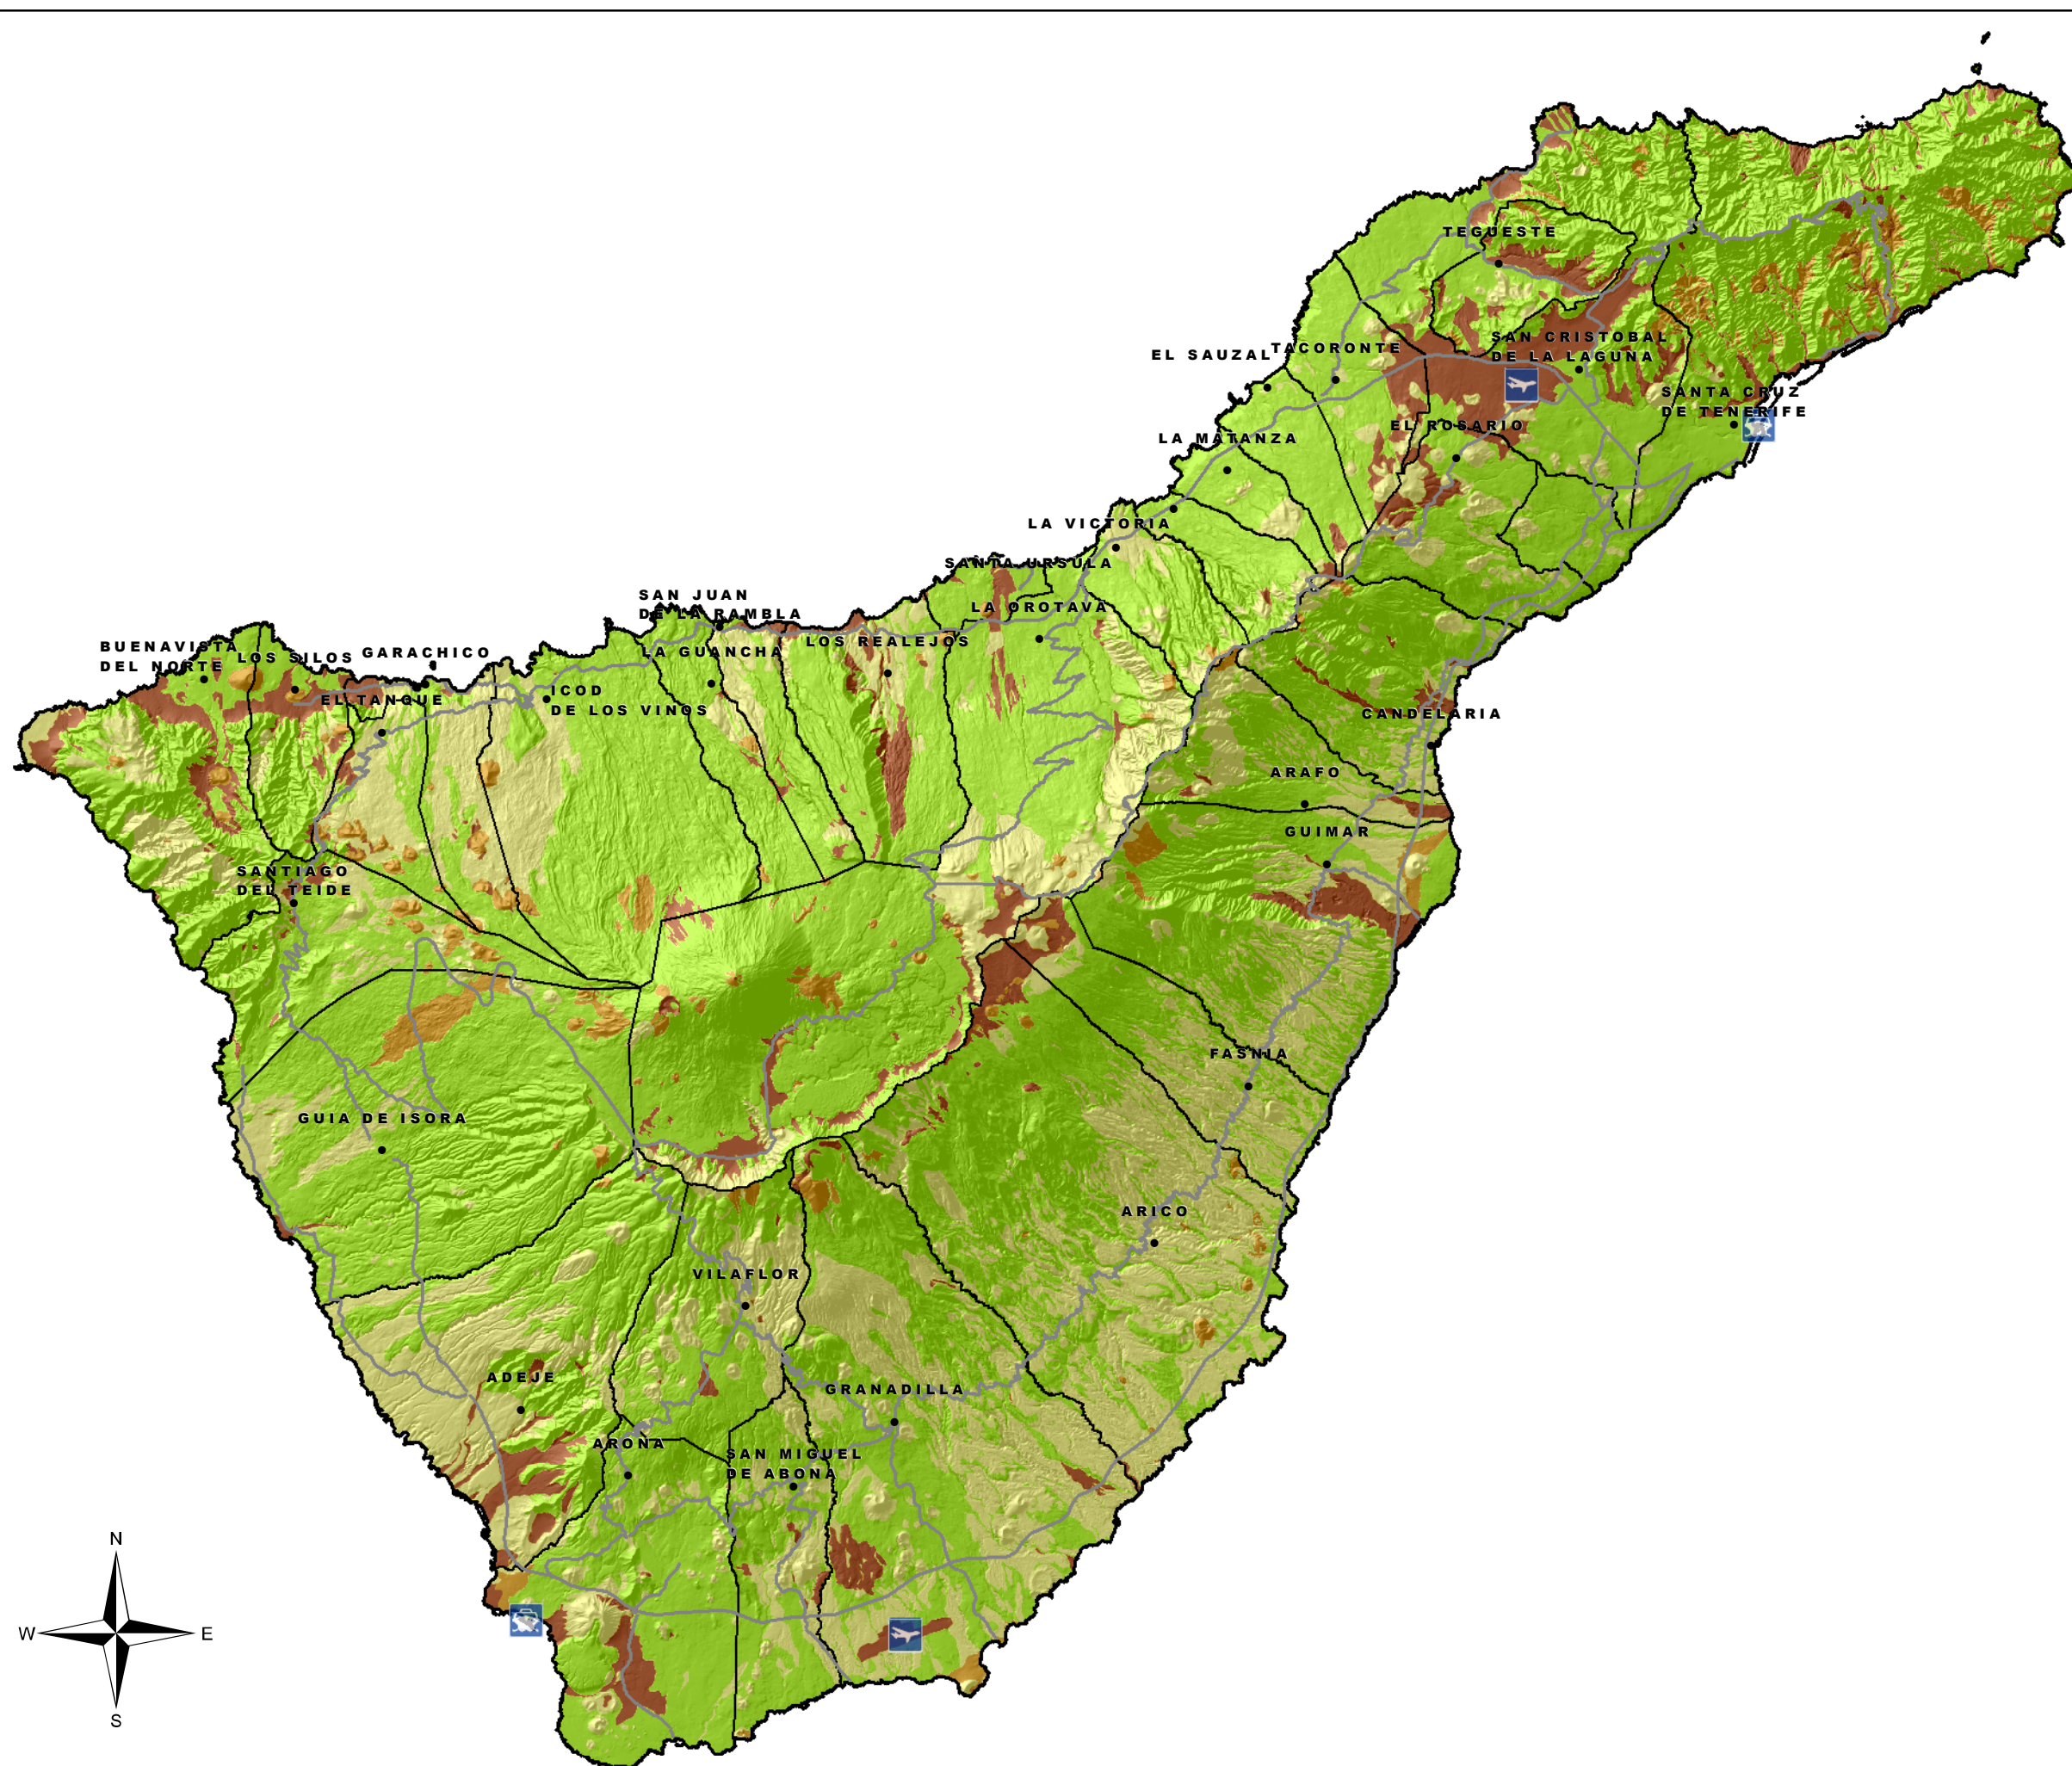 TEGUESTE
SAN CRISTOBAL
DE LA LAGUNA
TACORONTE
EL SAUZAL
SANTA CRUZ
DE TENERIFE
EL ROSARIO
LA MATANZA
LA VICTORIA
SANTA URSULA
LA OROTAVA
SAN JUAN
DE LA RAMBLA
LOS REALEJOS
LA GUANCHA
BUENAVISTA
DEL NORTE
LOS SILOS
GARACHICO
EL TANQUE
ICOD
DE LOS VINOS
CANDELARIA
ARAFO
GUIMAR
SANTIAGO
DEL TEIDE
FASNIA
GUIA DE ISORA
ARICO
VILAFLOR
ADEJE
GRANADILLA
ARONA
SAN MIGUEL
DE ABONA
N
W
E
S